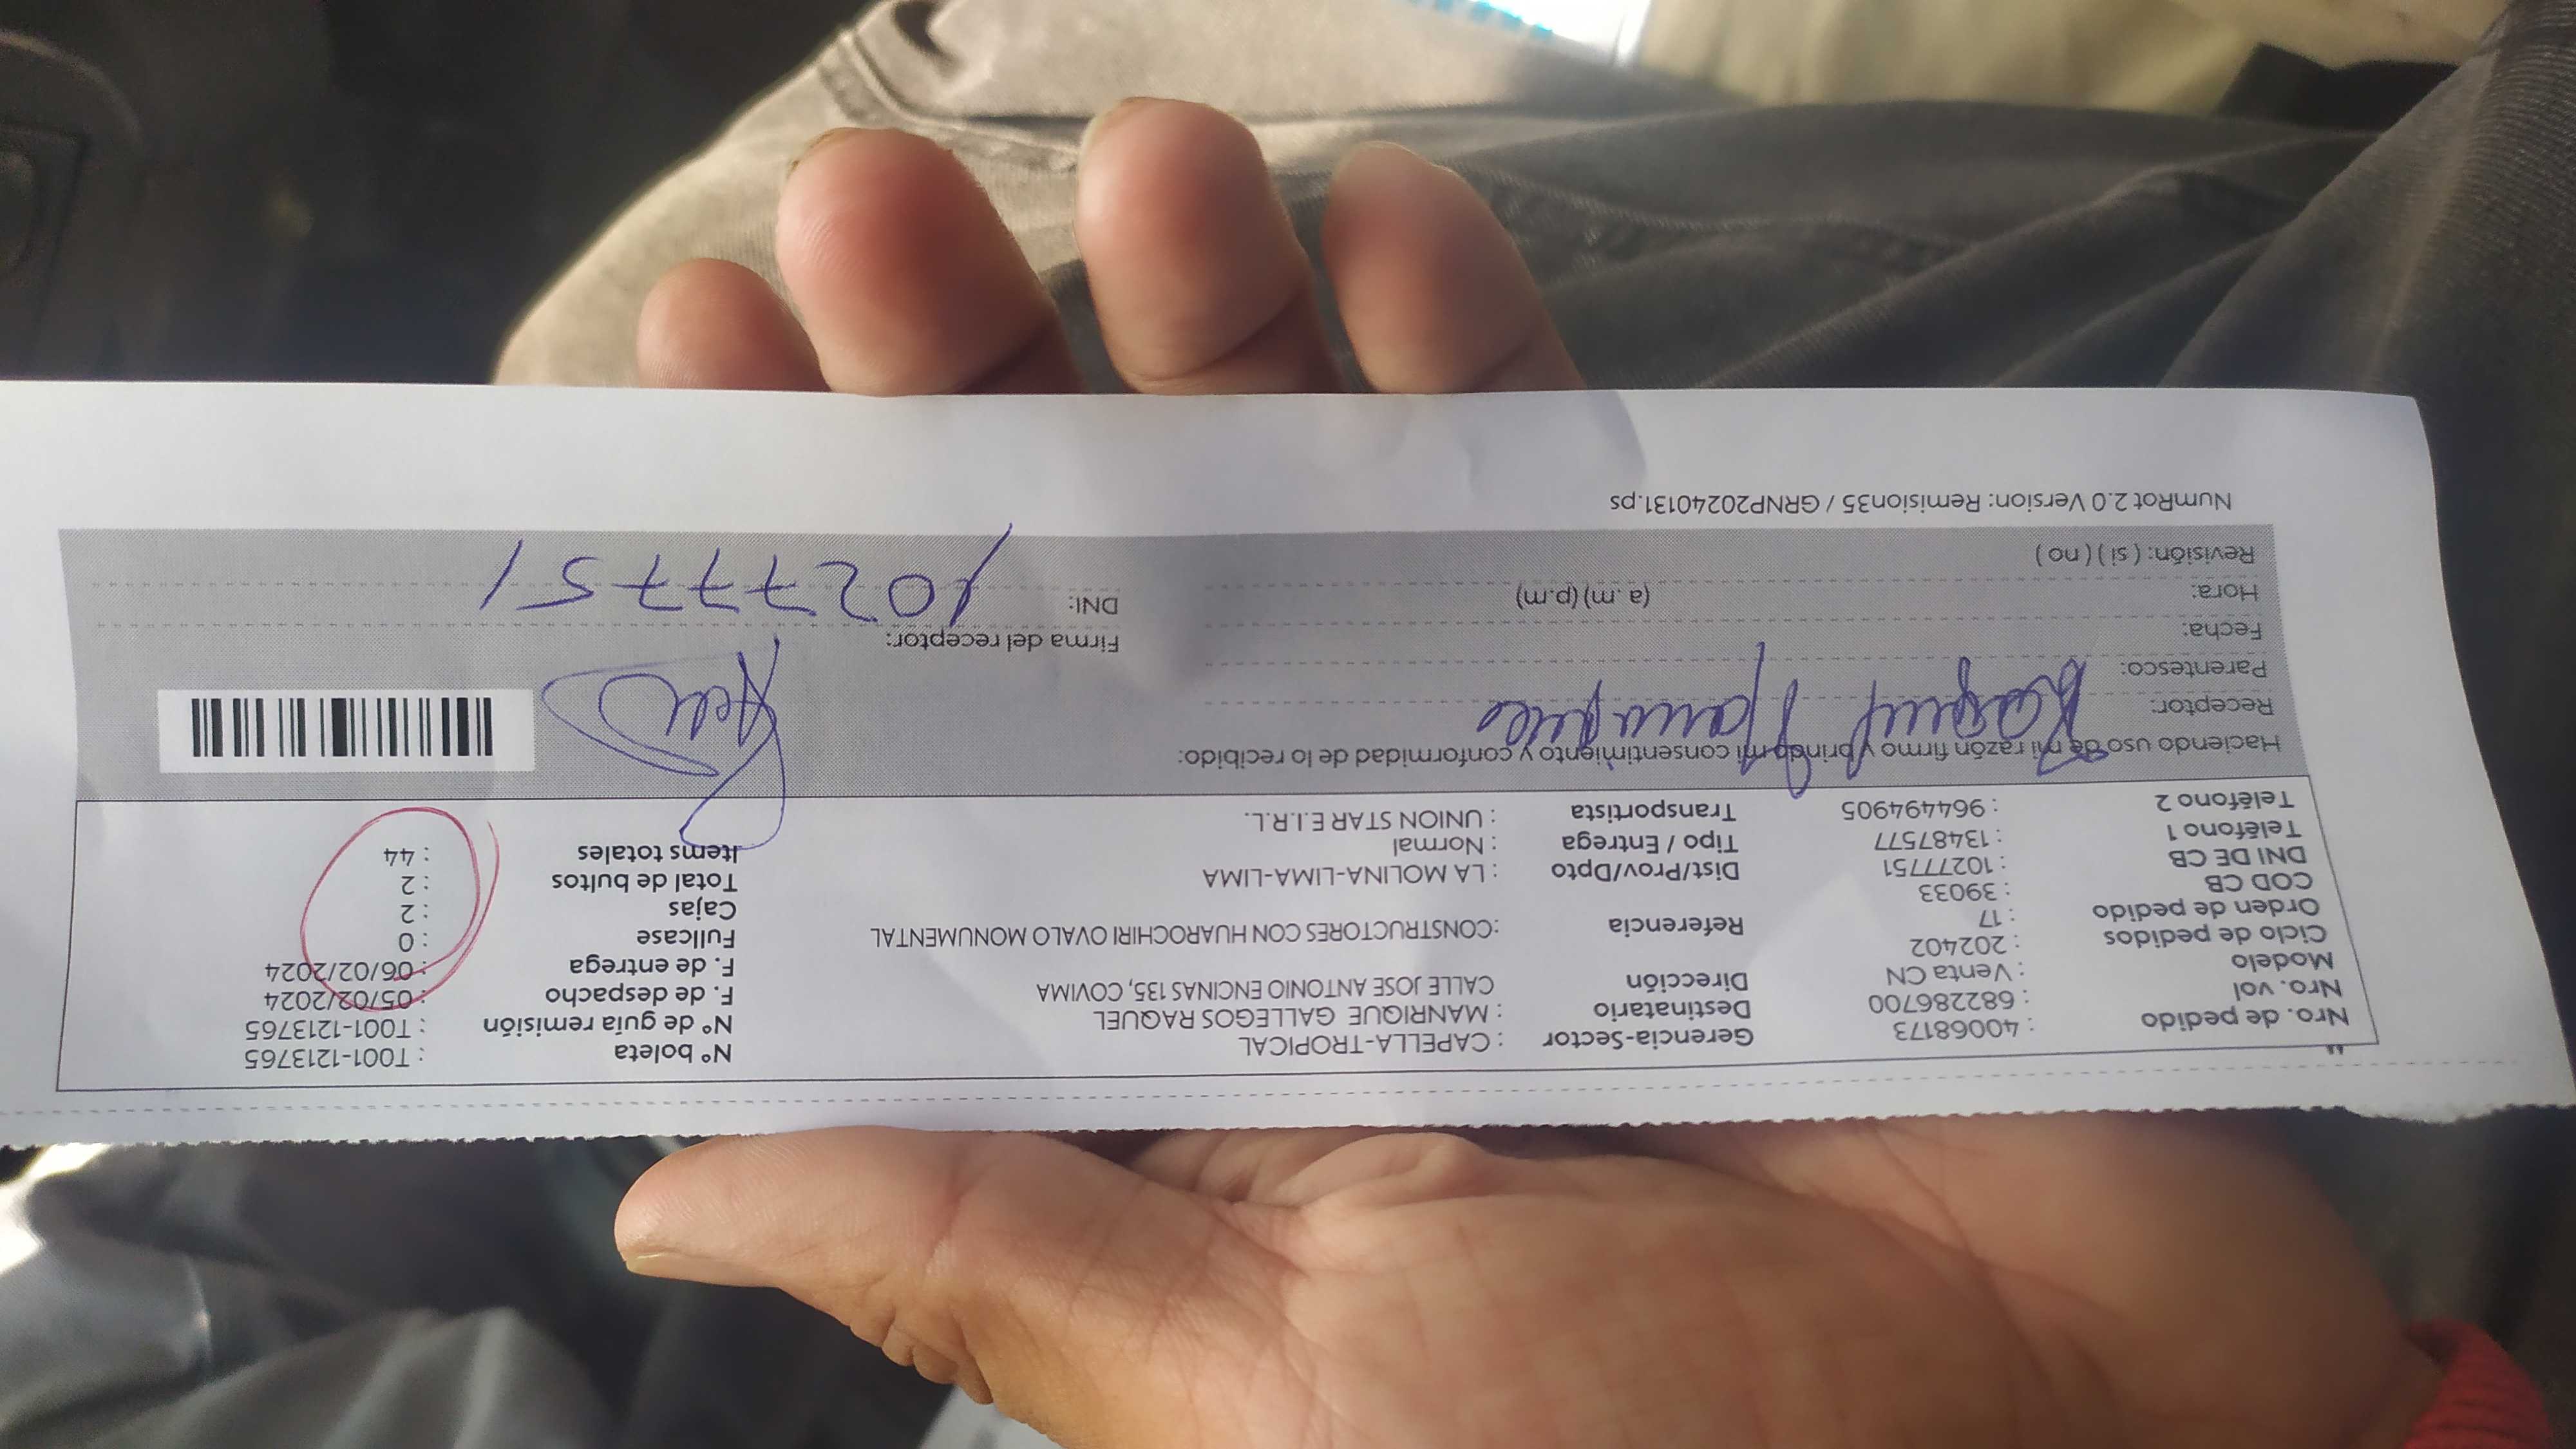 Nº boleta : T001-1213765
Nº de guía remisión : T001-1213765
F. de despacho : 05/02/2024
F. de entrega : 06/02/2024
Fullcase : 0
Cajas : 2
Total de bultos : 2
Items totales : 44
Gerencia-Sector : CAPELLA-TROPICAL
Destinatario : MANRIQUE GALLEGOS RAQUEL
Dirección CALLE JOSE ANTONIO ENCINAS 135, COVIMA
Referencia :CONSTRUCTORES CON HUAROCHIRI OVALO MONUMENTAL
Dist/Prov/Dpto : LA MOLINA-LIMA-LIMA
Tipo / Entrega : Normal
Transportista : UNION STAR E.I.R.L.
Nro. de pedido : 40068173
Nro. vol : 682286700
Modelo : Venta CN
Ciclo de pedidos : 202402
Orden de pedido : 17
COD CB : 39033
DNI DE CB : 10277751
Teléfono 1 : 13487577
Teléfono 2 : 964494905
Haciendo uso de mi razón firmo y brindo mi consentimiento y conformidad de lo recibido:
Receptor: Raquel Manrique
Parentesco:
Fecha:
Hora: (a .m) (p.m)
Revisión: ( si ) ( no )
Firma del receptor:
DNI: 10277751
NumRot 2.0 Version: Remision35 / GRNP20240131.ps